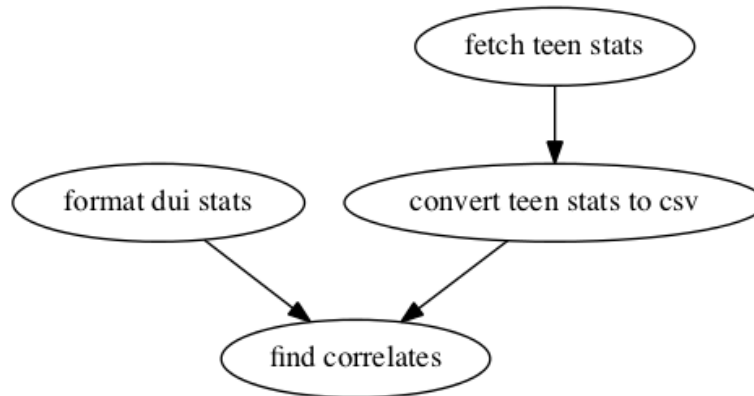 fetch teen stats
format dui stats
convert teen stats to csv
find correlates